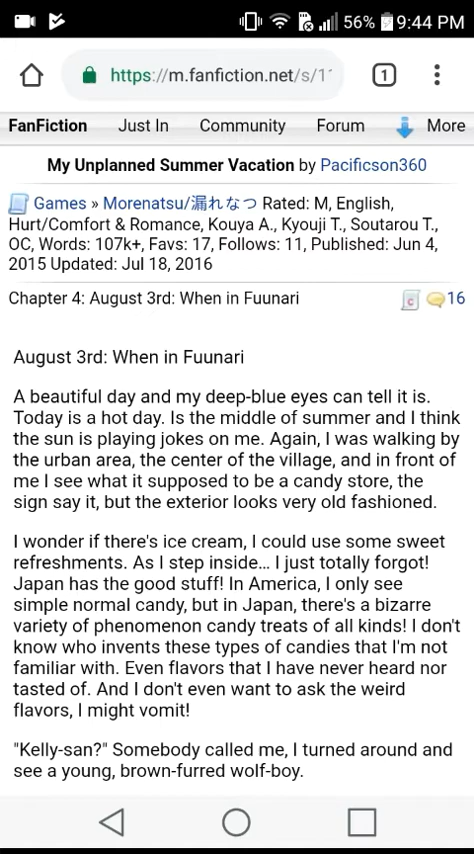 56% 9:44 PM
https://m.fanfiction.net/s/1 1
FanFiction Just In Community Forum More
My Unplanned Summer Vacation by Pacificson360
Games » Morenatsu/漏れなつ Rated: M, English,
Hurt/Comfort & Romance, Kouya A., Kyouji T., Soutarou T.,
OC, Words: 107k+, Favs: 17, Follows: 11, Published: Jun 4,
2015 Updated: Jul 18, 2016
Chapter 4: August 3rd: When in Fuunari c 16
August 3rd: When in Fuunari
A beautiful day and my deep-blue eyes can tell it is.
Today is a hot day. Is the middle of summer and I think
the sun is playing jokes on me. Again, I was walking by
the urban area, the center of the village, and in front of
me I see what it supposed to be a candy store, the
sign say it, but the exterior looks very old fashioned.
I wonder if there's ice cream, I could use some sweet
refreshments. As I step inside… I just totally forgot!
Japan has the good stuff! In America, I only see
simple normal candy, but in Japan, there's a bizarre
variety of phenomenon candy treats of all kinds! I don't
know who invents these types of candies that I'm not
familiar with. Even flavors that I have never heard nor
tasted of. And I don't even want to ask the weird
flavors, I might vomit!
"Kelly-san?" Somebody called me, I turned around and
see a young, brown-furred wolf-boy.